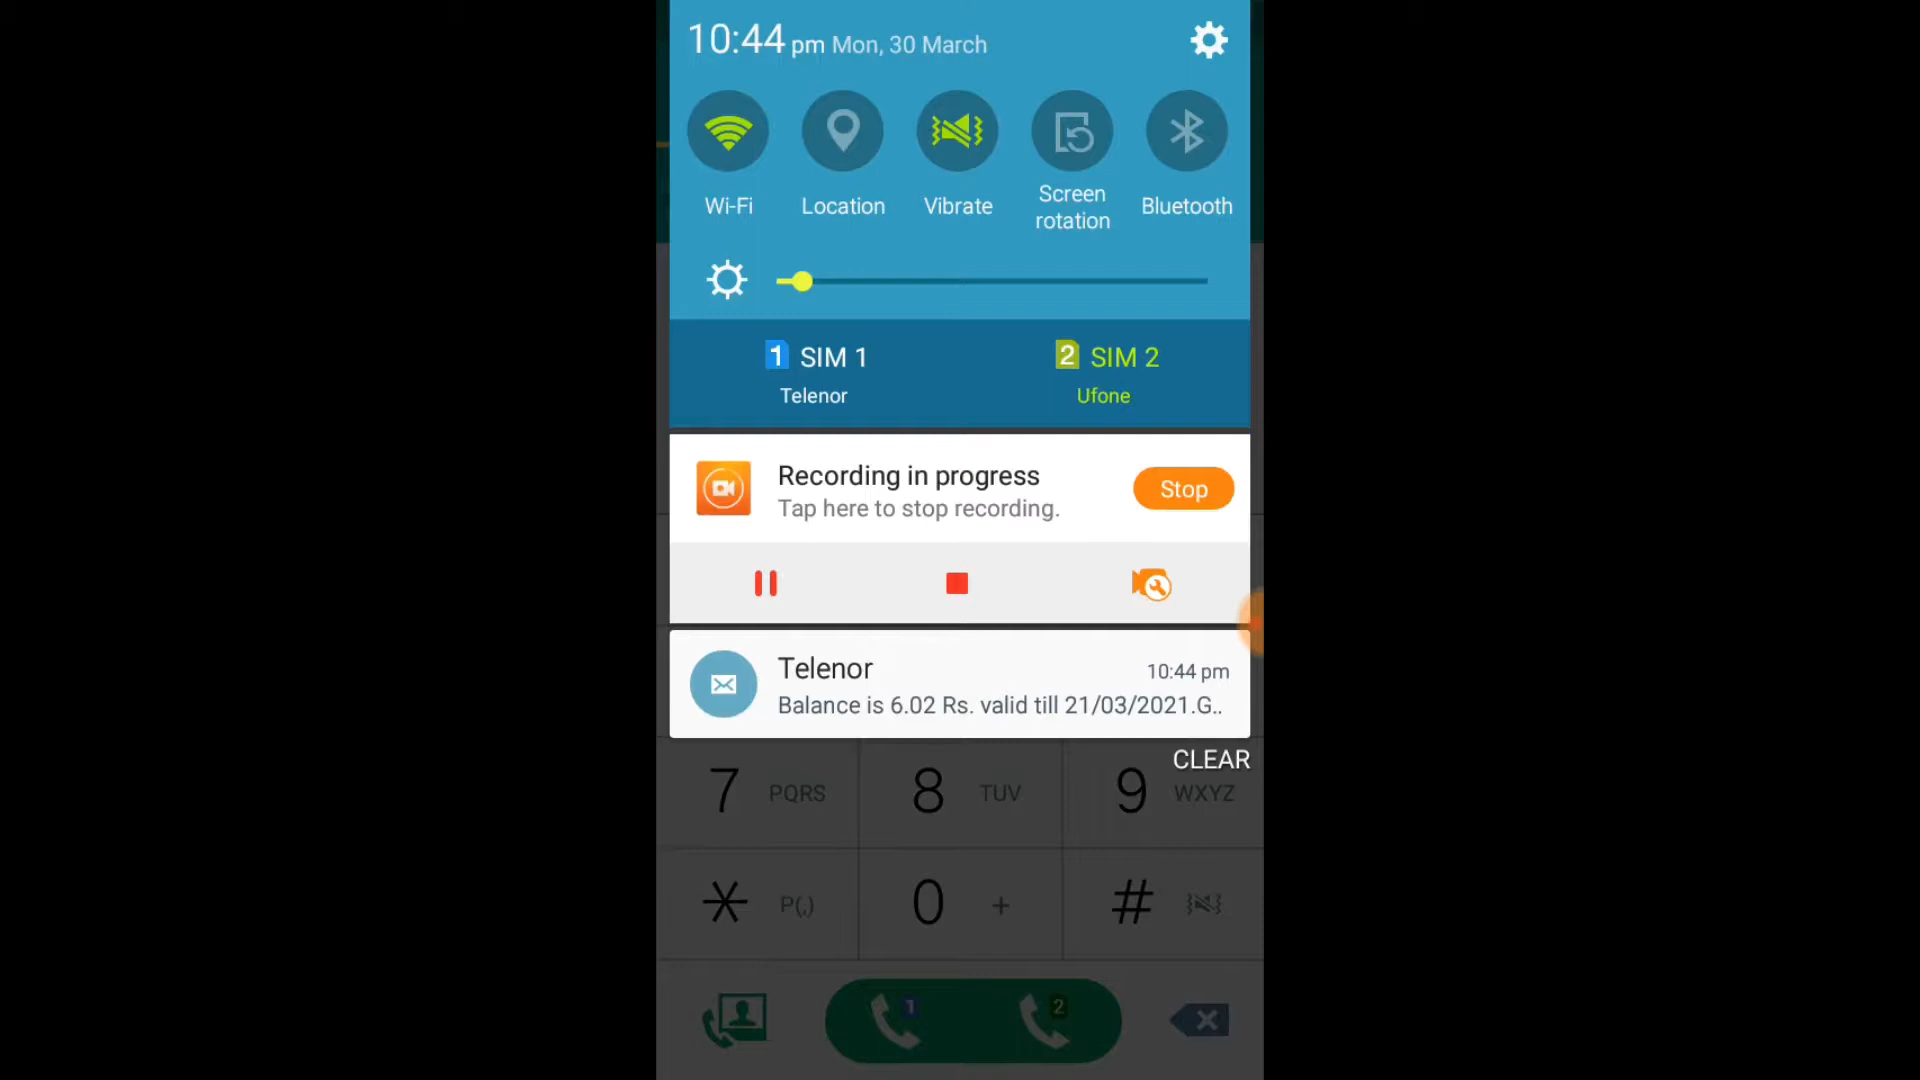 10:44 pm Mon, 30 March
Wi-Fi
Location
Vibrate
Screen
rotation
Bluetooth
1 SIM 1
Telenor
2 SIM 2
Ufone
Recording in progress
Tap here to stop recording.
Stop
Telenor
10:44 pm
Balance is 6.02 Rs. valid till 21/03/2021.G..
CLEAR
7 PQRS
8 TUV
9 WXYZ
* P(,)
0 +
#
1
2